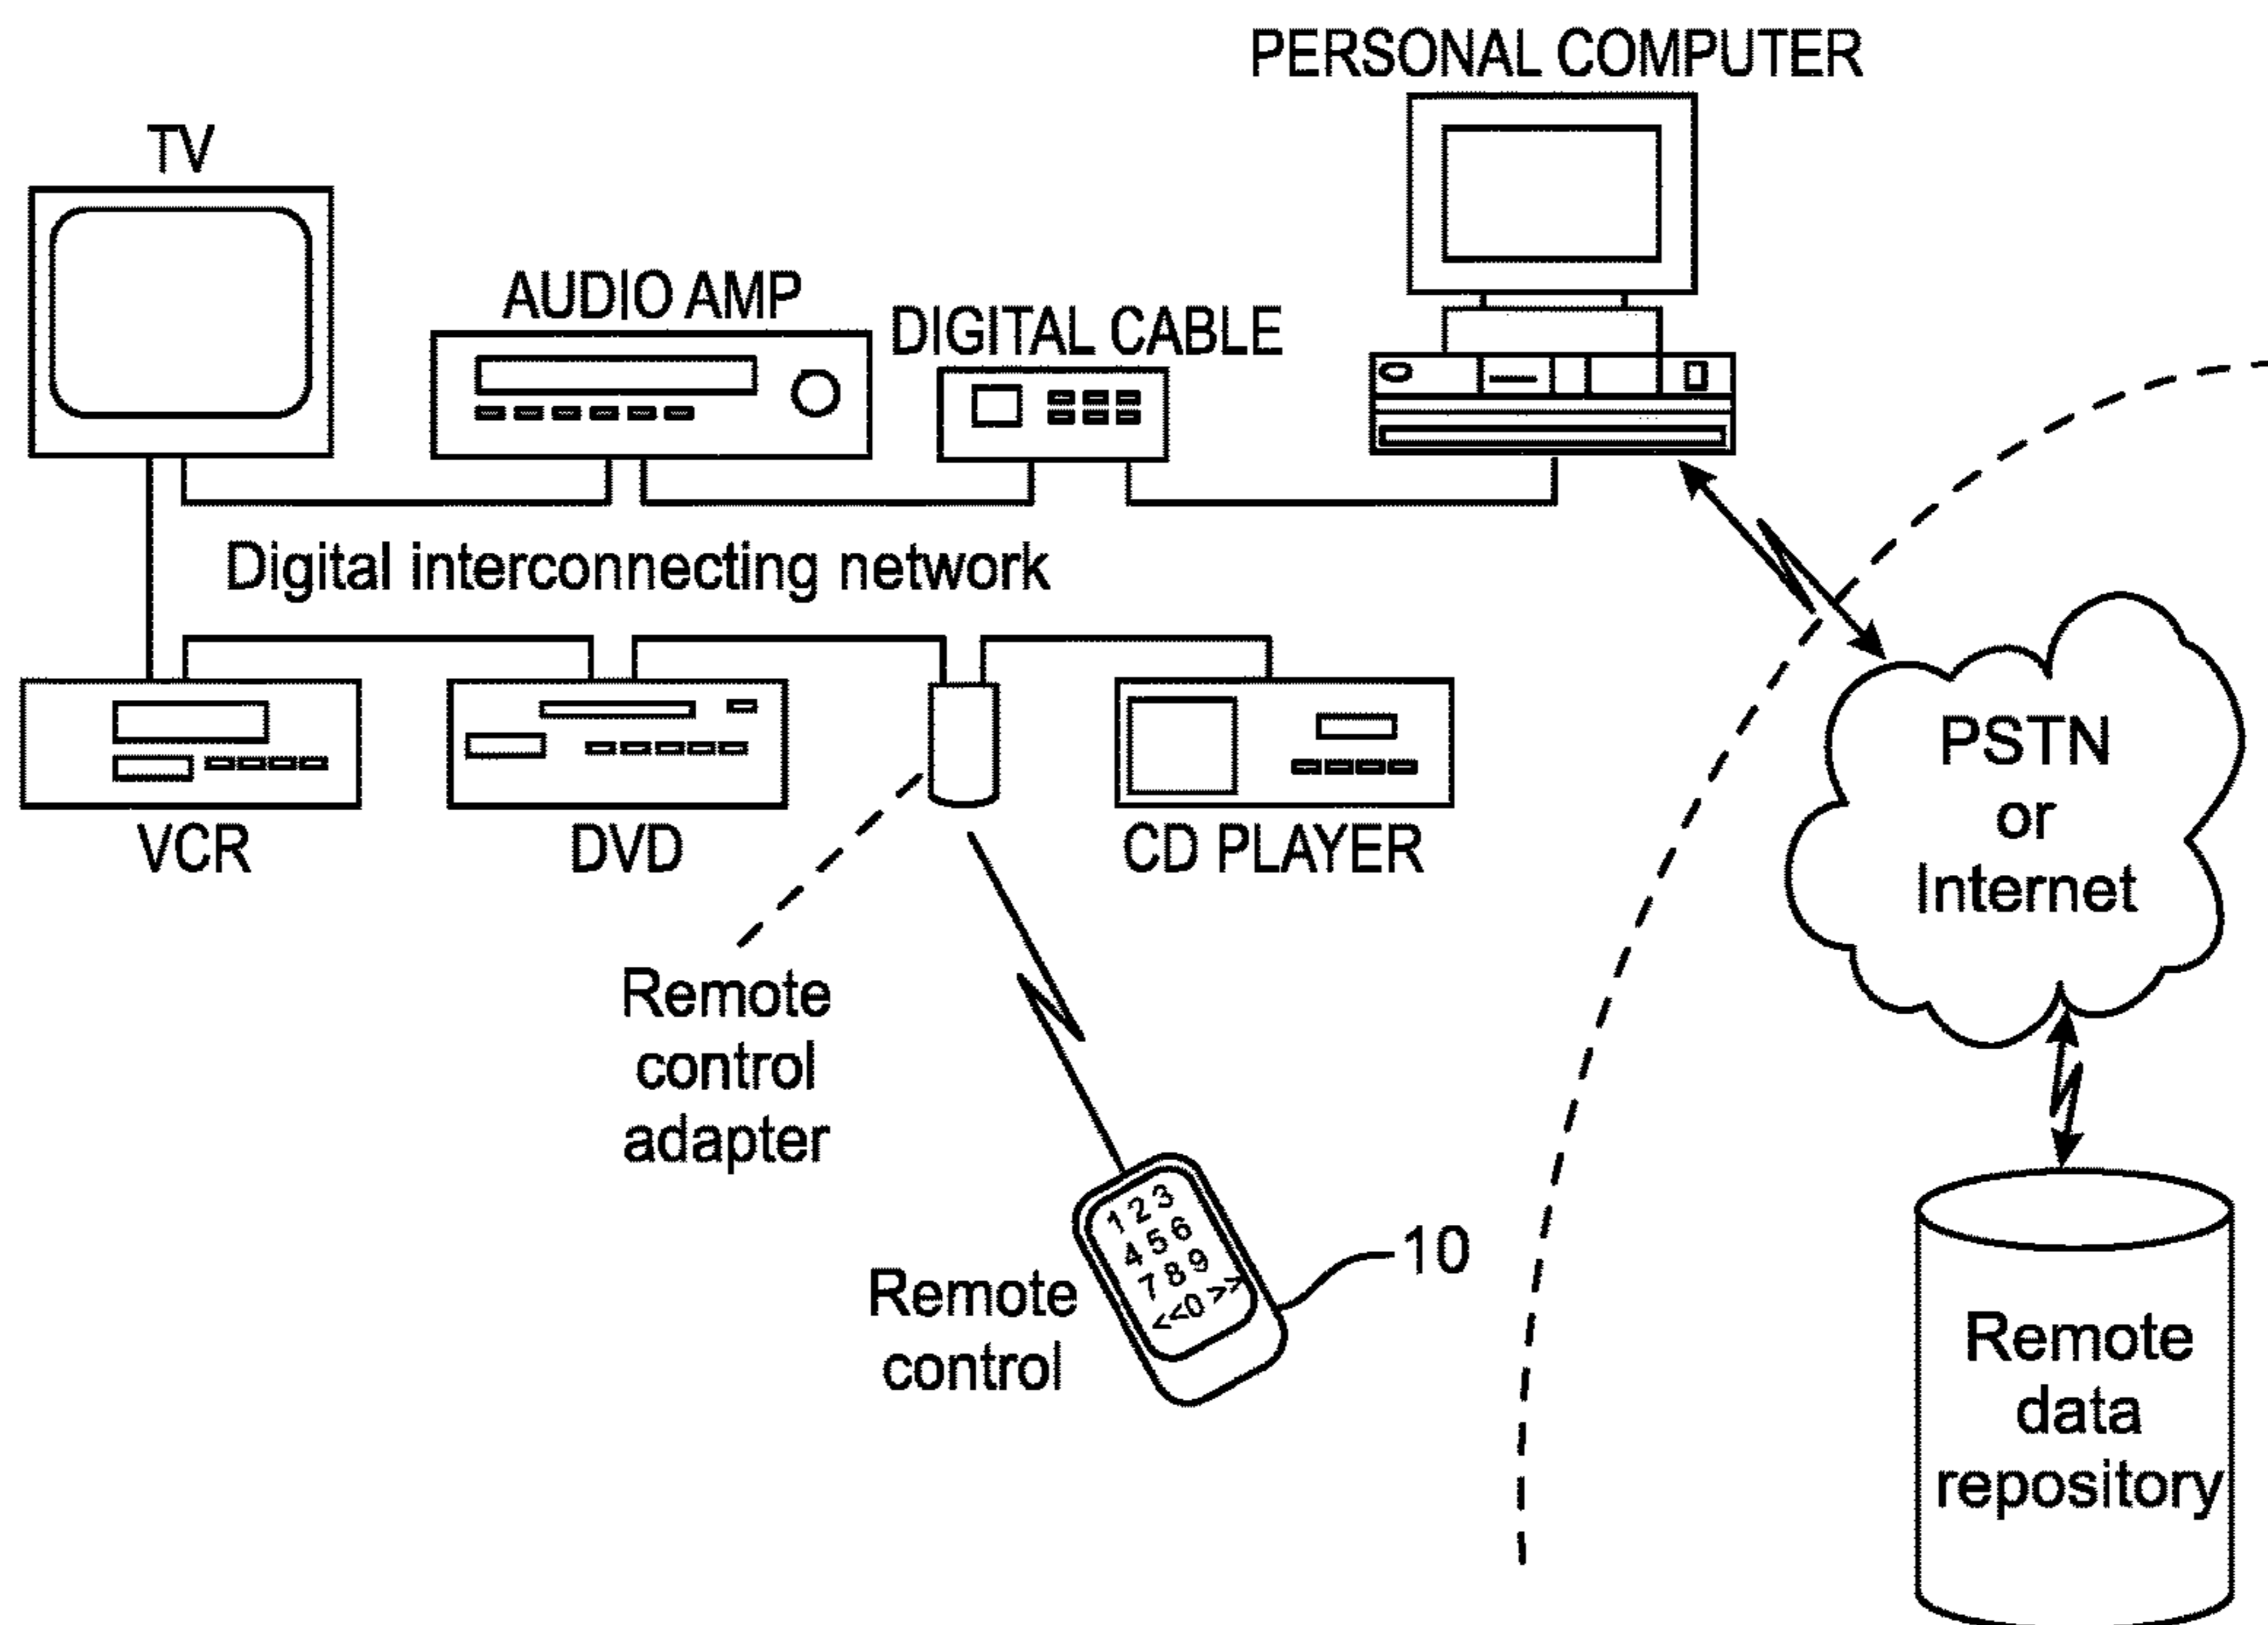 PERSONAL COMPUTER
TV
AUDIO AMP
DIGITAL CABLE
Digital interconnecting network
VCR
DVD
CD PLAYER
PSTN
or
Internet
Remote
control
adapter
1 2 3
4 5 6
7 8 9
<<0 >>
10
Remote
control
Remote
data
repository